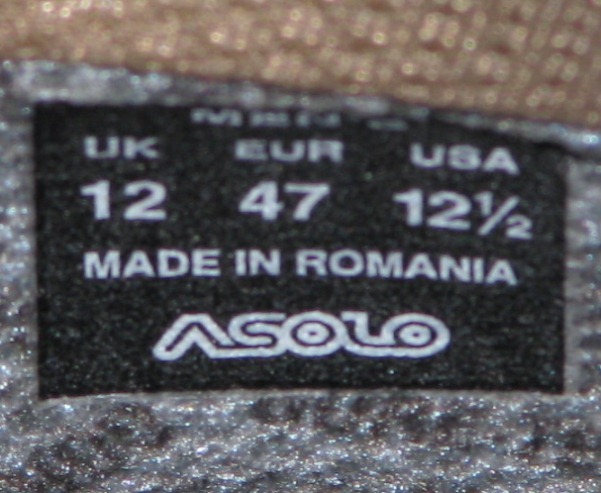 UK EUR USA
12 47 12½
MADE IN ROMANIA
ASOLO